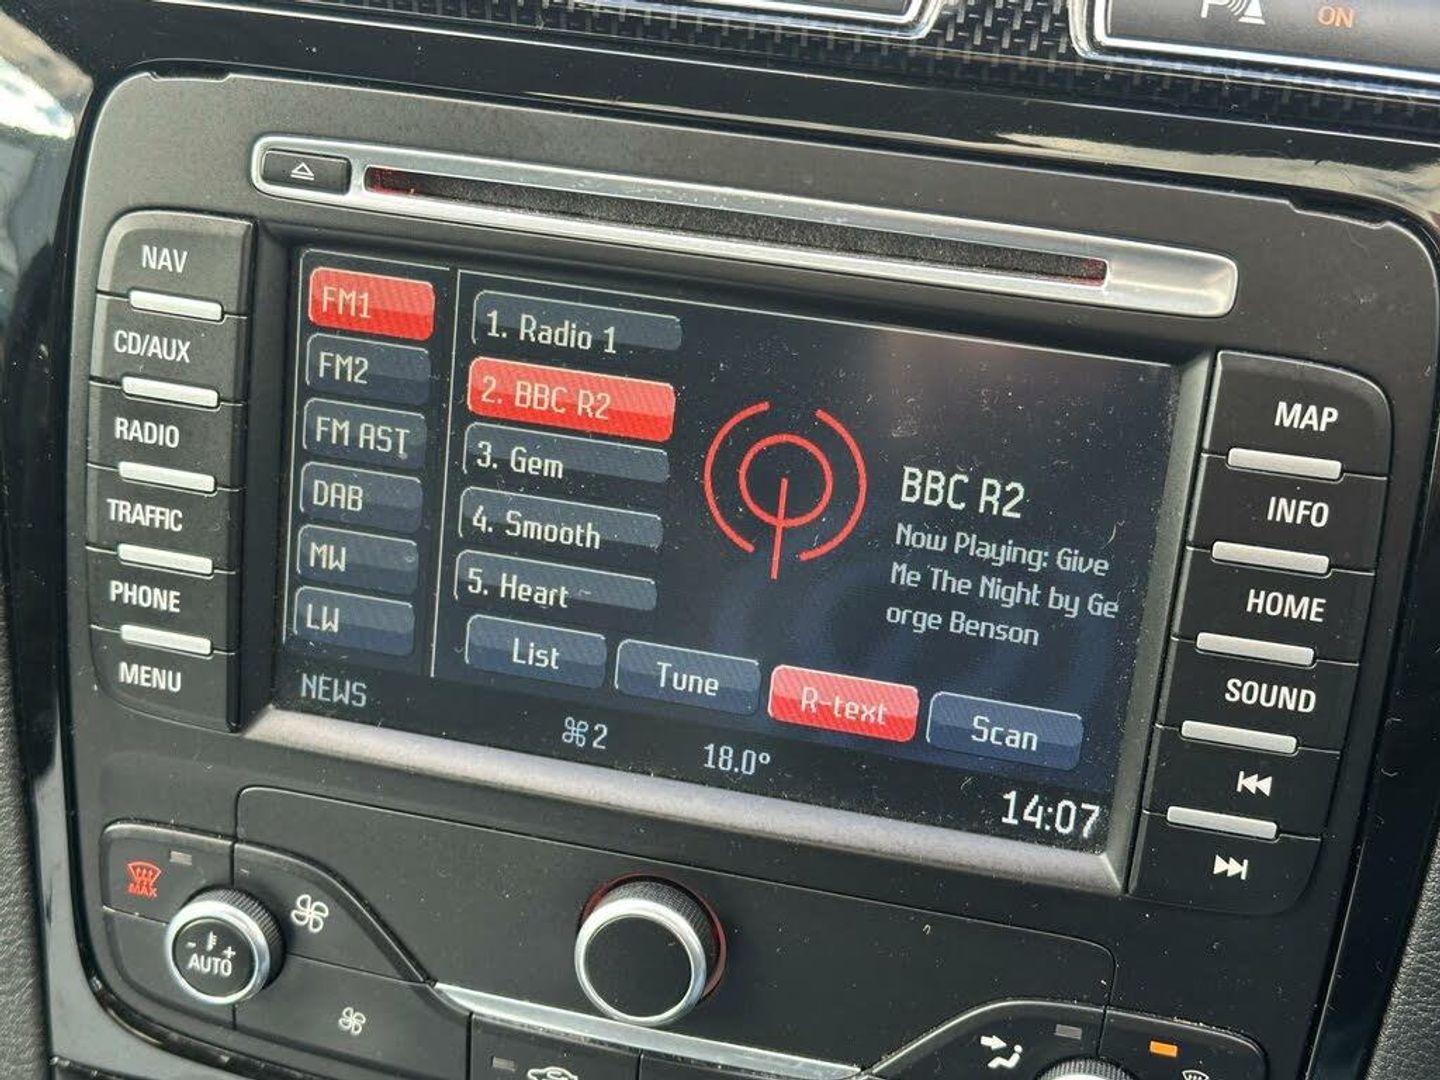 ON
NAV
CD/AUX
RADIO
TRAFFIC
PHONE
MENU
FM1
FM2
FM AST
DAB
MW
LW
1. Radio 1
2. BBC R2
3. Gem
4. Smooth
5. Heart
BBC R2
Now Playing: Give
Me The Night by Ge
orge Benson
List
Tune
R-text
Scan
NEWS
2
18.0°
14:07
MAP
INFO
HOME
SOUND
MAX
- +
AUTO